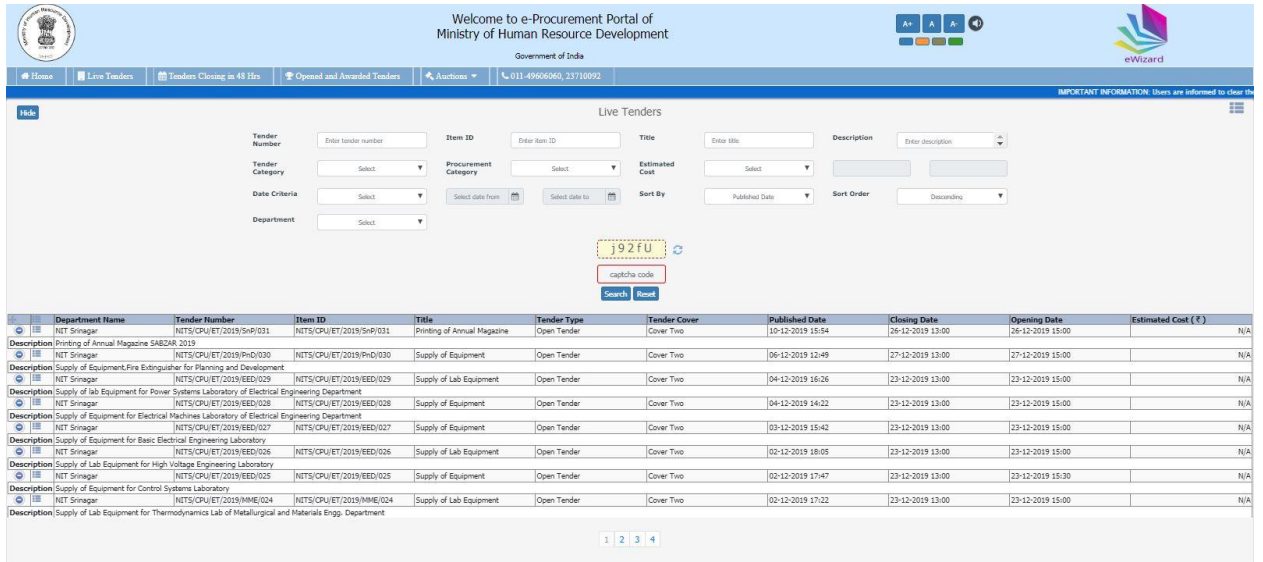 Welcome to e-Procurement Portal of
Ministry of Human Resource Development
Government of India
A+ A A-
eWizard
Home Live Tenders Tenders Closing in 48 Hrs Opened and Awarded Tenders Auctions 011-49606060, 23710092
IMPORTANT INFORMATION: Users are informed to clear the
Hide Live Tenders
Tender Number Enter tender number Item ID Enter item ID Title Enter title Description Enter description
Tender Category Select Procurement Category Select Estimated Cost Select
Date Criteria Select Select date from Select date to Sort By Published Date Sort Order Descending
Department Select
j92fU
captcha code
Search Reset
Department Name Tender Number Item ID Title Tender Type Tender Cover Published Date Closing Date Opening Date Estimated Cost (₹)
NIT Srinagar NITS/CPU/ET/2019/SnP/031 NITS/CPU/ET/2019/SnP/031 Printing of Annual Magazine Open Tender Cover Two 10-12-2019 15:54 26-12-2019 13:00 26-12-2019 15:00 N/A
Description Printing of Annual Magazine SABZAR 2019
NIT Srinagar NITS/CPU/ET/2019/PnD/030 NITS/CPU/ET/2019/PnD/030 Supply of Equipment Open Tender Cover Two 06-12-2019 12:49 27-12-2019 13:00 27-12-2019 15:00 N/A
Description Supply of Equipment,Fire Extinguisher for Planning and Development
NIT Srinagar NITS/CPU/ET/2019/EED/029 NITS/CPU/ET/2019/EED/029 Supply of Lab Equipment Open Tender Cover Two 04-12-2019 16:26 23-12-2019 13:00 23-12-2019 15:00 N/A
Description Supply of lab Equipment for Power Systems Laboratory of Electrical Engineering Department
NIT Srinagar NITS/CPU/ET/2019/EED/028 NITS/CPU/ET/2019/EED/028 Supply of Equipment Open Tender Cover Two 04-12-2019 14:22 23-12-2019 13:00 23-12-2019 15:00 N/A
Description Supply of Equipment for Electrical Machines Laboratory of Electrical Engineering Department
NIT Srinagar NITS/CPU/ET/2019/EED/027 NITS/CPU/ET/2019/EED/027 Supply of Equipment Open Tender Cover Two 03-12-2019 15:42 23-12-2019 13:00 23-12-2019 15:00 N/A
Description Supply of Equipment for Basic Electrical Engineering Laboratory
NIT Srinagar NITS/CPU/ET/2019/EED/026 NITS/CPU/ET/2019/EED/026 Supply of Lab Equipment Open Tender Cover Two 02-12-2019 18:05 23-12-2019 13:00 23-12-2019 15:00 N/A
Description Supply of Lab Equipment for High Voltage Engineering Laboratory
NIT Srinagar NITS/CPU/ET/2019/EED/025 NITS/CPU/ET/2019/EED/025 Supply of Equipment Open Tender Cover Two 02-12-2019 17:47 23-12-2019 13:00 23-12-2019 15:30 N/A
Description Supply of Equipment for Control Systems Laboratory
NIT Srinagar NITS/CPU/ET/2019/MME/024 NITS/CPU/ET/2019/MME/024 Supply of Lab Equipment Open Tender Cover Two 02-12-2019 17:22 23-12-2019 13:00 23-12-2019 15:00 N/A
Description Supply of Lab Equipment for Thermodynamics Lab of Metallurgical and Materials Engg. Department
1 2 3 4